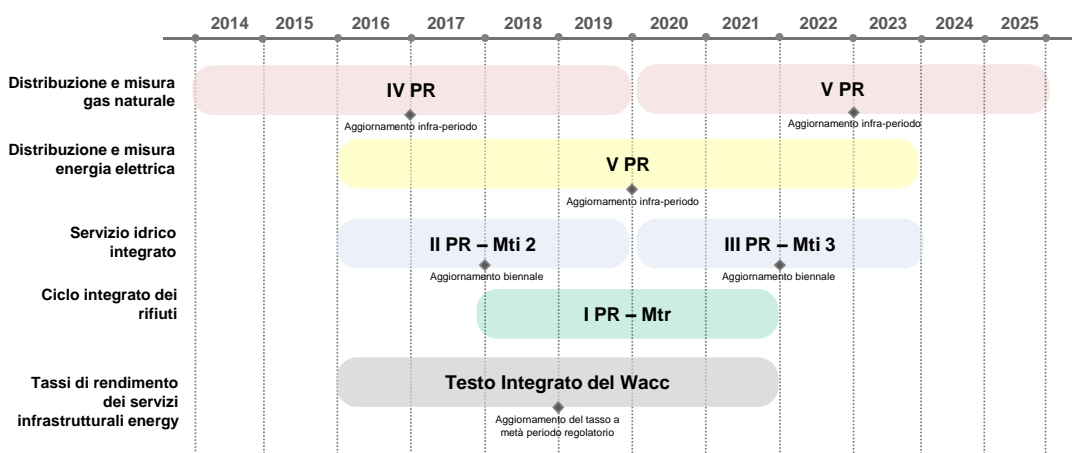 2014 2015 2016 2017 2018 2019 2020 2021 2022 2023 2024 2025
Distribuzione e misura
gas naturale
IV PR
V PR
Aggiornamento infra-periodo
Aggiornamento infra-periodo
Distribuzione e misura
energia elettrica
V PR
Aggiornamento infra-periodo
Servizio idrico
integrato
II PR – Mti 2
III PR – Mti 3
Aggiornamento biennale
Aggiornamento biennale
Ciclo integrato dei
rifiuti
I PR – Mtr
Tassi di rendimento
dei servizi
infrastrutturali energy
Testo Integrato del Wacc
Aggiornamento del tasso a
metà periodo regolatorio